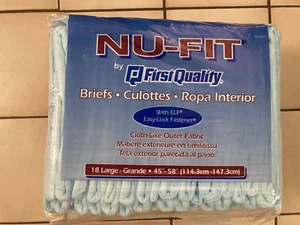 NU-FIT®
by First Quality®
Briefs • Culottes • Ropa Interior
With ELF®
Easy-Lock Fastener®
Cloth-Like Outer Fabric
Matière extérieure en similitissu
Tela exterior parecida al paño
18 Large - Grande • 45"- 58" (114.3cm -147.3cm)